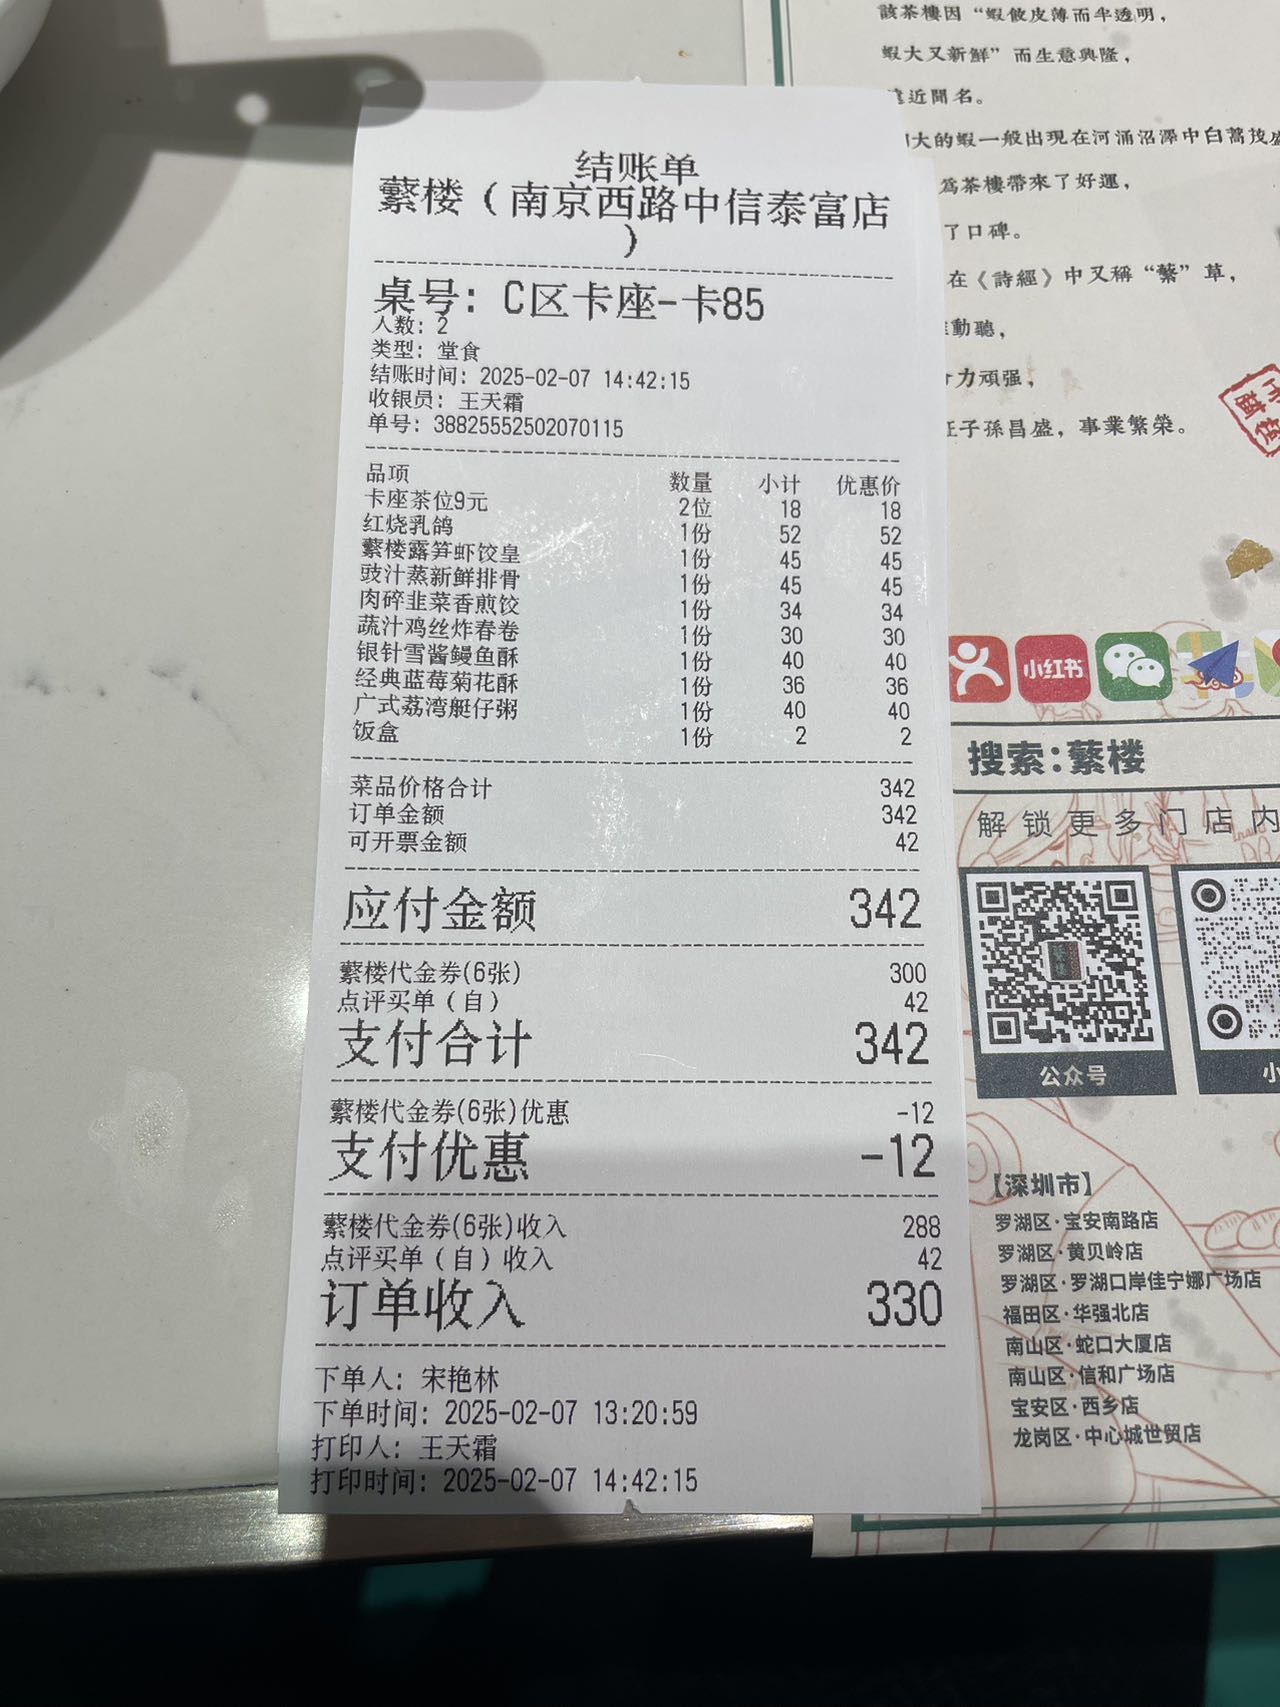 结账单
蘩楼（南京西路中信泰富店
）
桌号: C区卡座-卡85
人数: 2
类型: 堂食
结账时间: 2025-02-07 14:42:15
收银员: 王天霜
单号: 38825552502070115
品项 数量 小计 优惠价
卡座茶位9元 2位 18 18
红烧乳鸽 1份 52 52
蘩楼露笋虾饺皇 1份 45 45
豉汁蒸新鲜排骨 1份 45 45
肉碎韭菜香煎饺 1份 34 34
蔬汁鸡丝炸春卷 1份 30 30
银针雪酱鳗鱼酥 1份 40 40
经典蓝莓菊花酥 1份 36 36
广式荔湾艇仔粥 1份 40 40
饭盒 1份 2 2
菜品价格合计 342
订单金额 342
可开票金额 42
应付金额 342
蘩楼代金券(6张) 300
点评买单（自） 42
支付合计 342
蘩楼代金券(6张)优惠 -12
支付优惠 -12
蘩楼代金券(6张)收入 288
点评买单（自）收入 42
订单收入 330
下单人: 宋艳林
下单时间: 2025-02-07 13:20:59
打印人: 王天霜
打印时间: 2025-02-07 14:42:15
該茶樓因“蝦餃皮薄而半透明，
蝦大又新鮮”而生意興隆，
近聞名。
大的蝦一般出現在河涌沼澤中白蒿茂盛
為茶樓帶來了好運，
了口碑。
在《詩經》中又稱“蘩”草，
動聽，
力頑强，
子孫昌盛，事業繁榮。
小红书
搜索:蘩楼
解锁更多门店内
公众号
小
【深圳市】
罗湖区·宝安南路店
罗湖区·黄贝岭店
罗湖区·罗湖口岸佳宁娜广场店
福田区·华强北店
南山区·蛇口大厦店
南山区·信和广场店
宝安区·西乡店
龙岗区·中心城世贸店